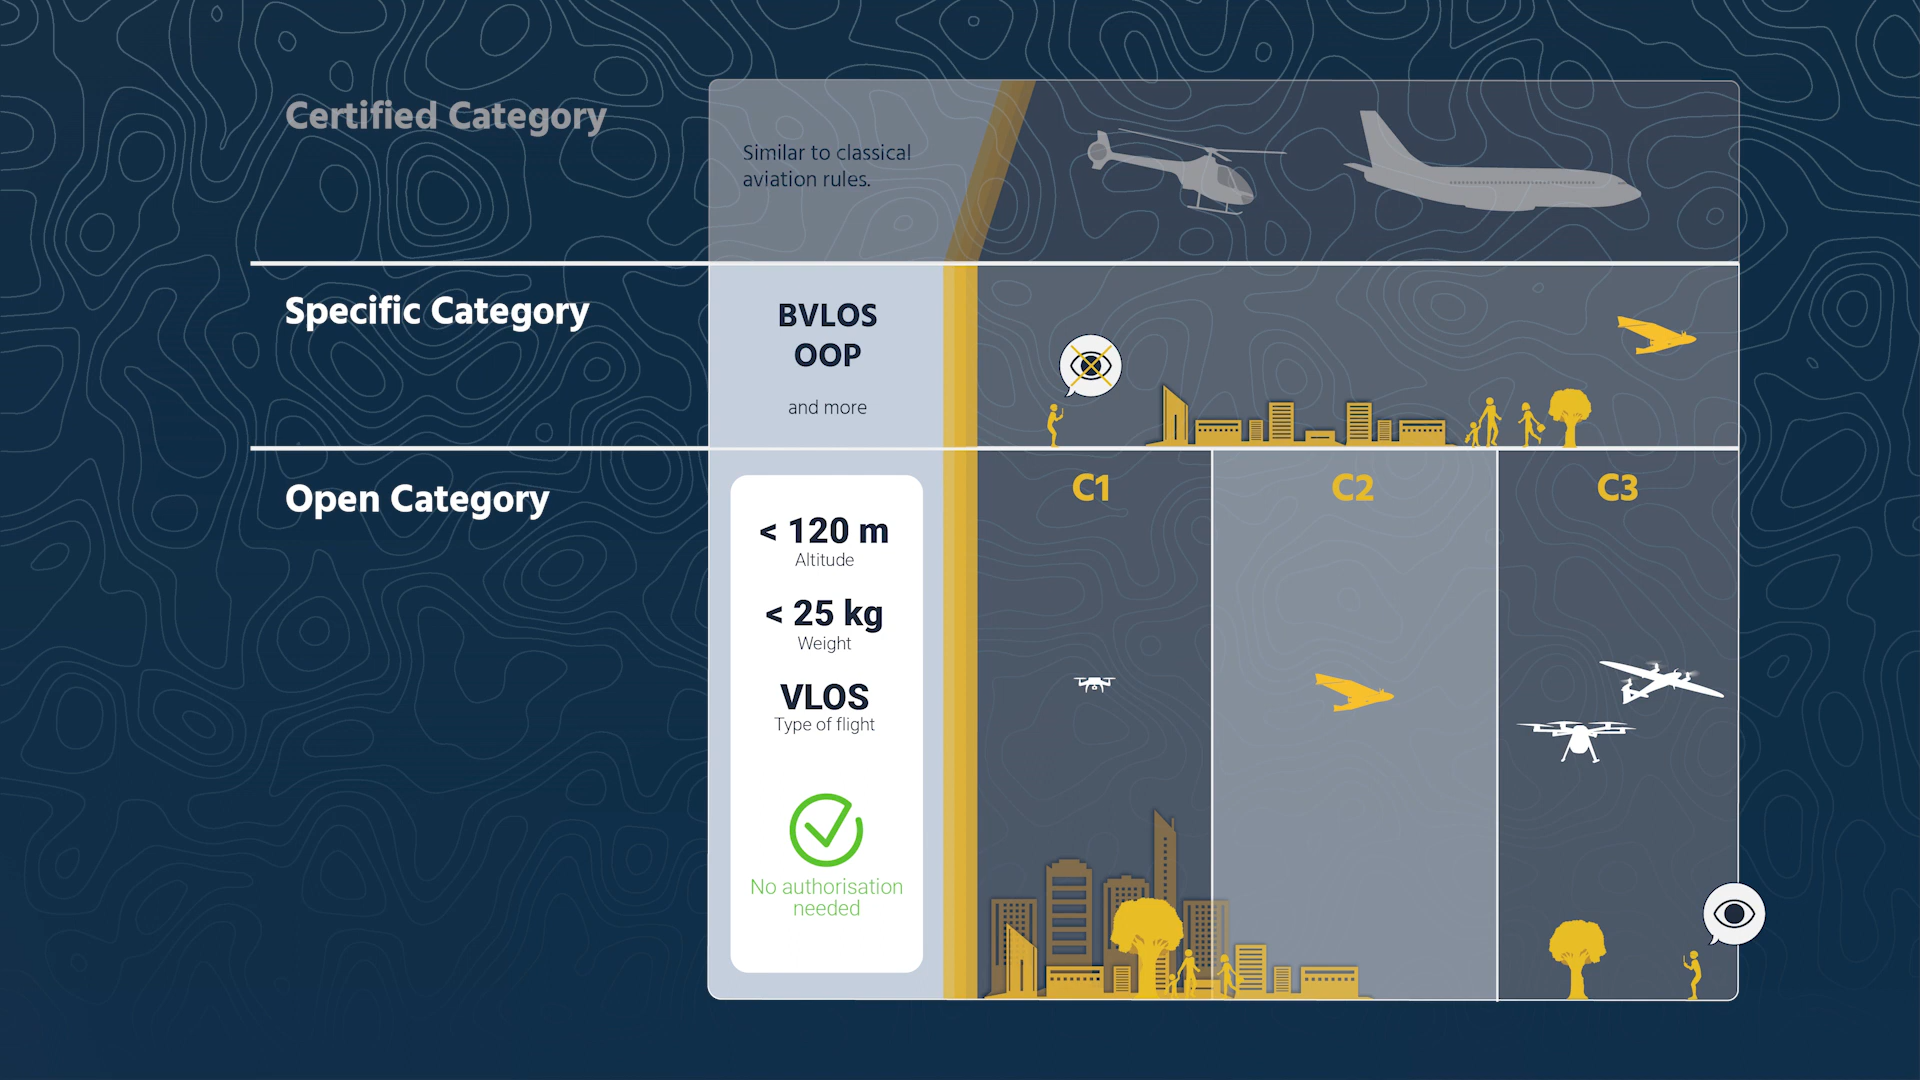 Certified Category
Similar to classical
aviation rules.
Specific Category
BVLOS
OOP
and more
Open Category
< 120 m
Altitude
< 25 kg
Weight
VLOS
Type of flight
No authorisation
needed
C1
C2
C3